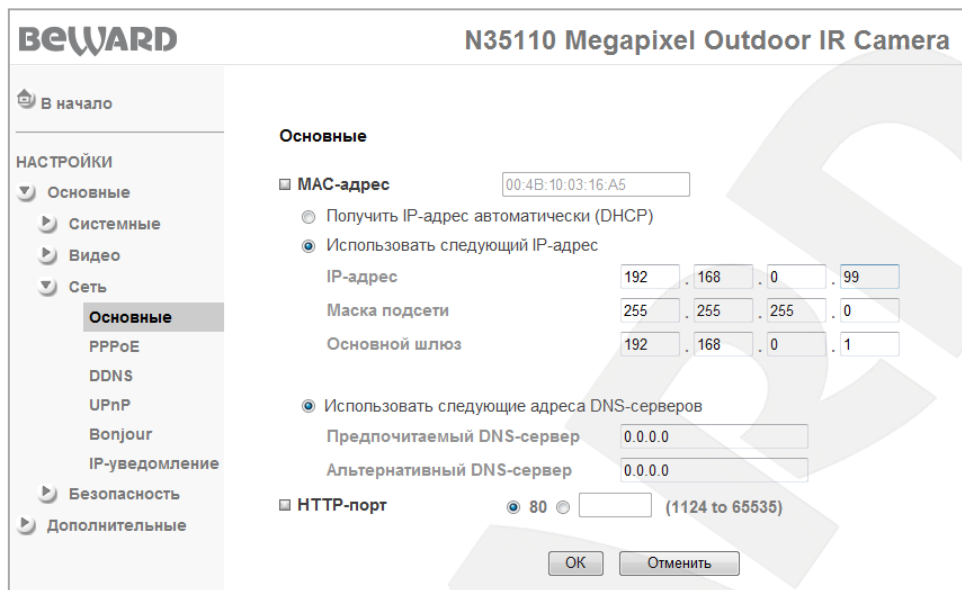 BEWARD
N35110 Megapixel Outdoor IR Camera
В начало
НАСТРОЙКИ
Основные
Системные
Видео
Сеть
Основные
PPPoE
DDNS
UPnP
Bonjour
IP-уведомление
Безопасность
Дополнительные
Основные
MAC-адрес 00:4B:10:03:16:A5
Получить IP-адрес автоматически (DHCP)
Использовать следующий IP-адрес
IP-адрес 192 . 168 . 0 . 99
Маска подсети 255 . 255 . 255 . 0
Основной шлюз 192 . 168 . 0 . 1
Использовать следующие адреса DNS-серверов
Предпочитаемый DNS-сервер 0.0.0.0
Альтернативный DNS-сервер 0.0.0.0
HTTP-порт 80 (1124 to 65535)
OK Отменить